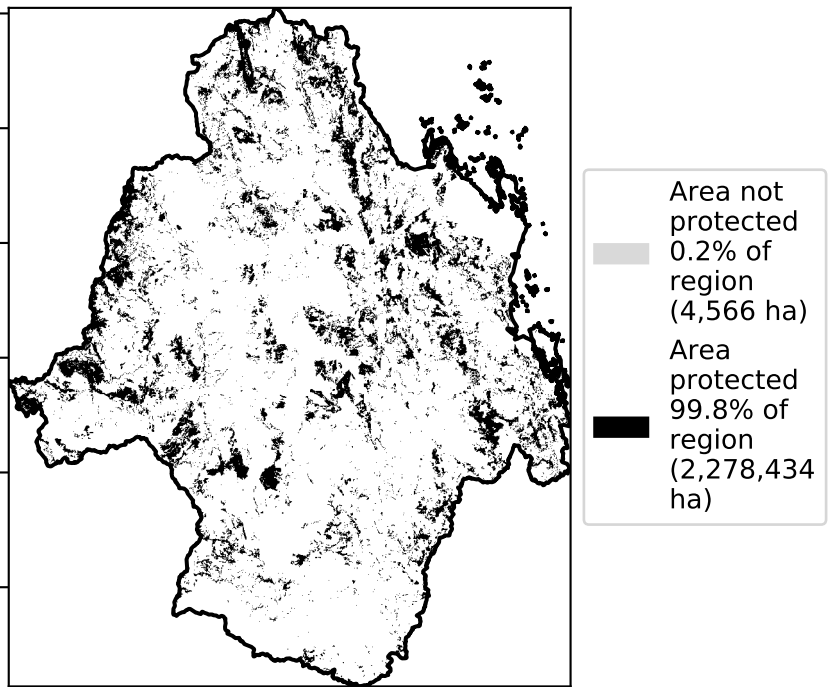 Area not
protected
0.2% of
region
(4,566 ha)
Area
protected
99.8% of
region
(2,278,434
ha)